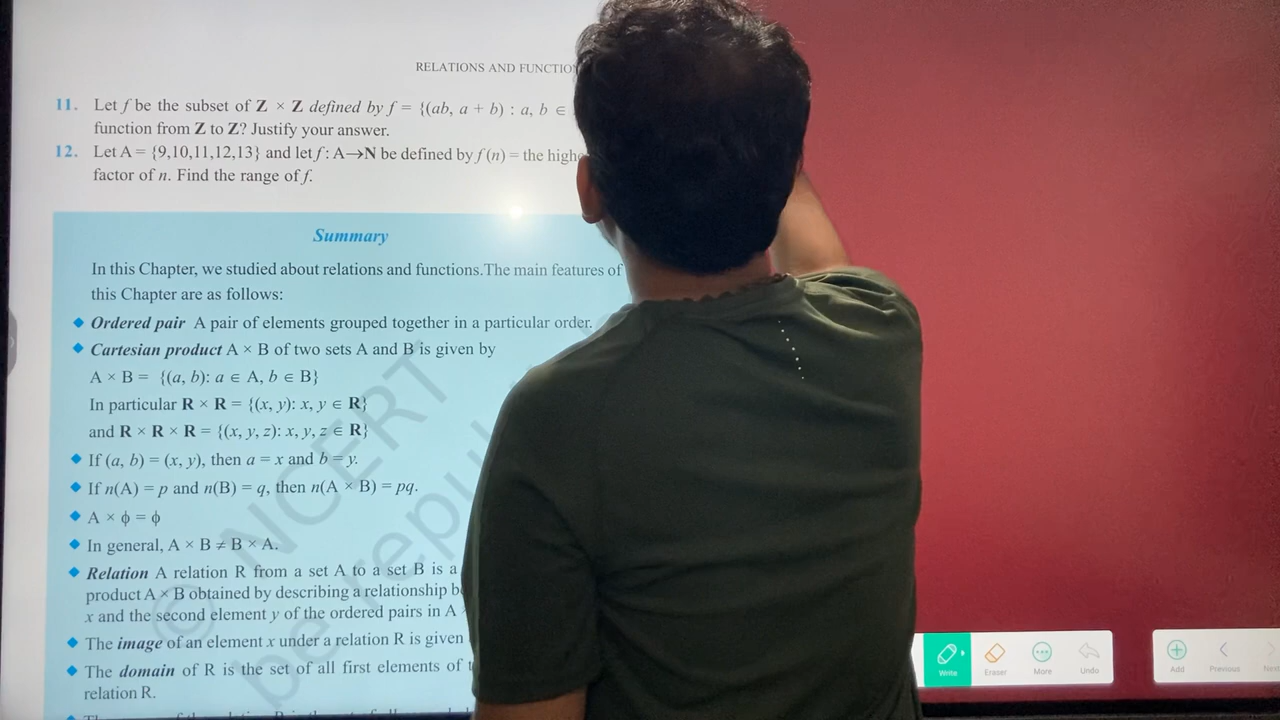 RELATIONS AND
11. Let f be the subset of Z × Z defined by f = {(ab, a + b) : a, b ∈
function from Z to Z? Justify your answer.
12. Let A = {9,10,11,12,13} and let f : A→N be defined by f (n) = the
factor of n. Find the range of f.
Summary
In this Chapter, we studied about relations and functions.The main features of
this Chapter are as follows:
◆ Ordered pair A pair of elements grouped together in a particular order.
◆ Cartesian product A × B of two sets A and B is given by
A × B = {(a, b): a ∈ A, b ∈ B}
In particular R × R = {(x, y): x, y ∈ R}
and R × R × R = {(x, y, z): x, y, z ∈ R}
◆ If (a, b) = (x, y), then a = x and b = y.
◆ If n(A) = p and n(B) = q, then n(A × B) = pq.
◆ A × ϕ = ϕ
◆ In general, A × B ≠ B × A.
◆ Relation A relation R from a set A to a set B is a
product A × B obtained by describing a relationship
x and the second element y of the ordered pairs in A
◆ The image of an element x under a relation R is given
◆ The domain of R is the set of all first elements of
relation R.
© NCERT
be
Write Eraser More Undo Add Previous Next